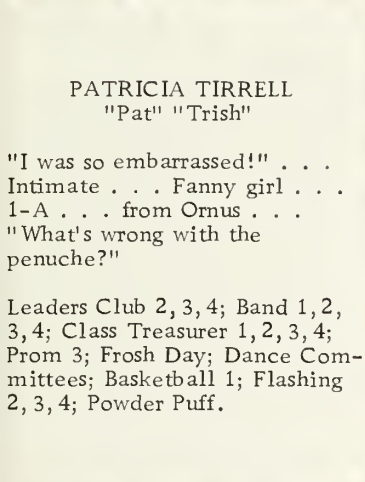 PATRICIA TIRRELL
"Pat" "Trish"
"I was so embarrassed!" . . .
Intimate . . . Fanny girl . . .
1-A . . . from Ornus . . .
"What's wrong with the
penuche?"
Leaders Club 2, 3, 4; Band 1, 2,
3, 4; Class Treasurer 1, 2, 3, 4;
Prom 3; Frosh Day; Dance Com-
mittees; Basketball 1; Flashing
2, 3, 4; Powder Puff.